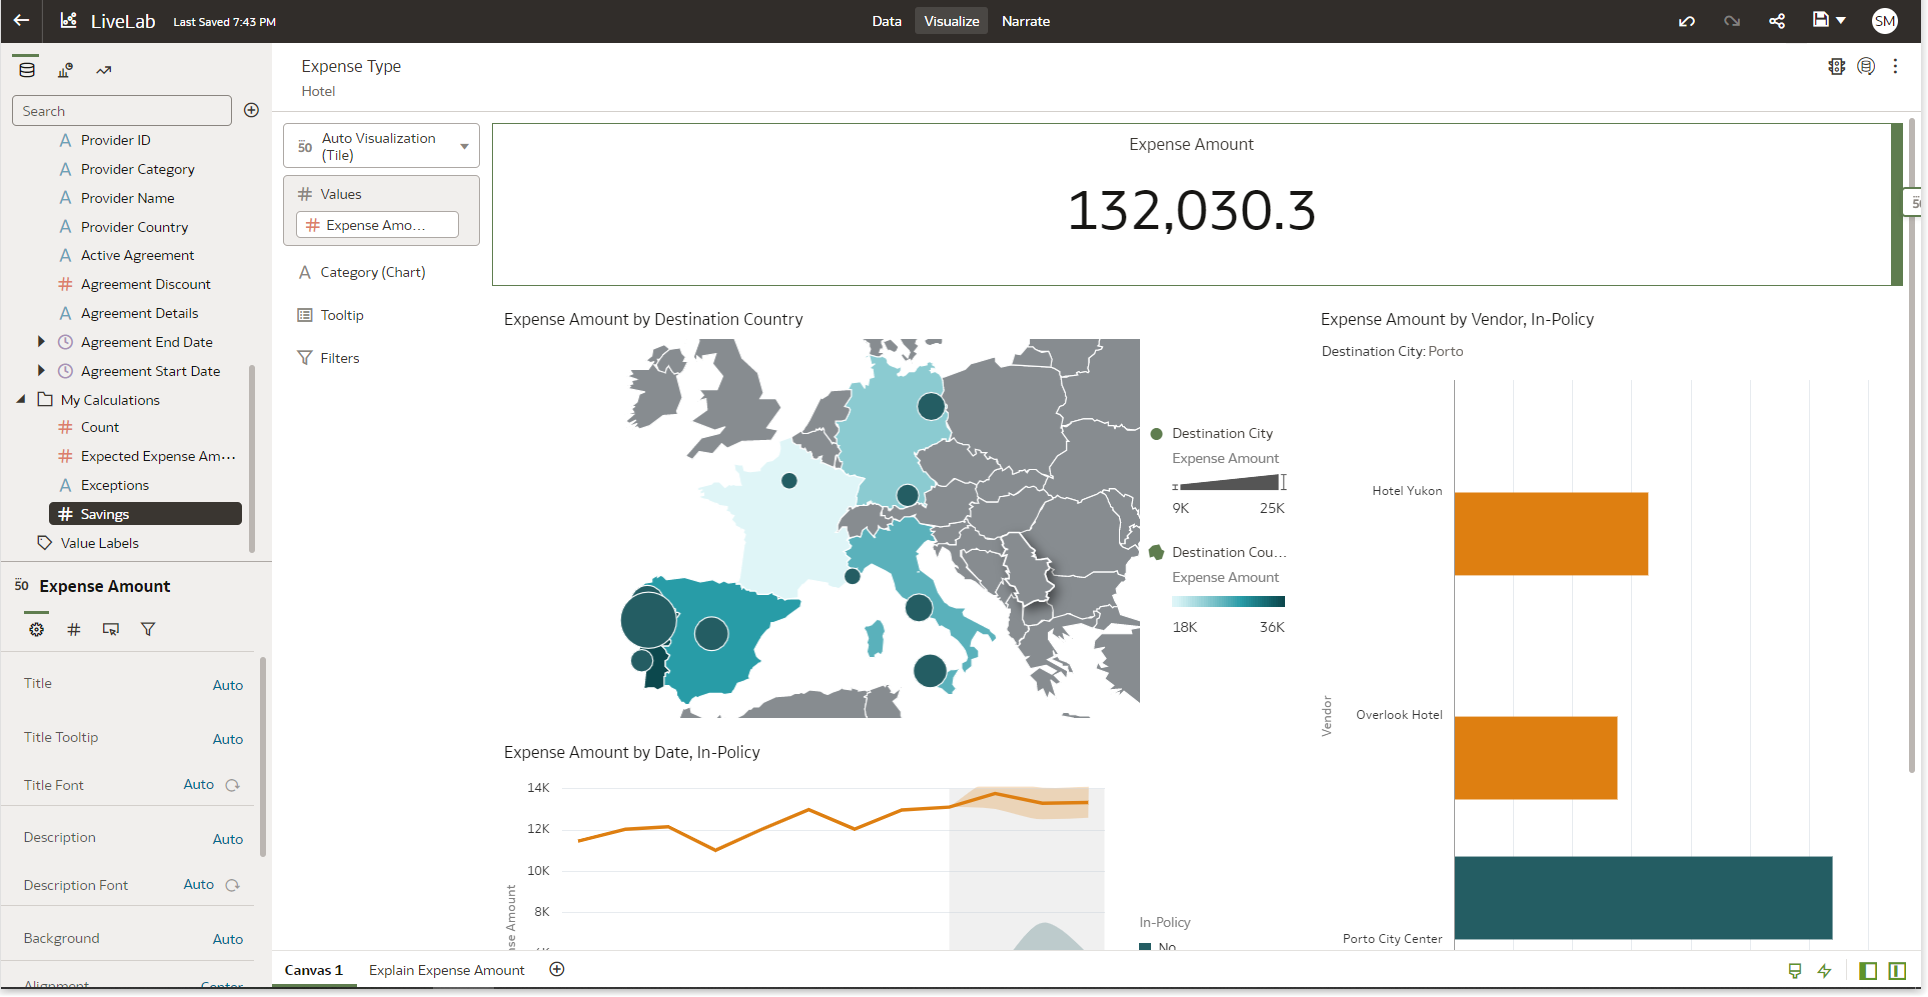 LiveLab
Last Saved 7:43 PM
Data
Visualize
Narrate
SM
Search
Provider ID
Provider Category
Provider Name
Provider Country
Active Agreement
Agreement Discount
Agreement Details
Agreement End Date
Agreement Start Date
My Calculations
Count
Expected Expense Am...
Exceptions
Savings
Value Labels
50 Expense Amount
Title
Auto
Title Tooltip
Auto
Title Font
Auto
Description
Auto
Description Font
Auto
Background
Auto
Alignment
Center
Expense Type
Hotel
50
Auto Visualization
(Tile)
Values
Expense Amo...
Category (Chart)
Tooltip
Filters
Expense Amount
132,030.3
Expense Amount by Destination Country
Destination City
Expense Amount
9K
25K
Destination Cou...
Expense Amount
18K
36K
Expense Amount by Vendor, In-Policy
Destination City: Porto
Vendor
Hotel Yukon
Overlook Hotel
Porto City Center
Expense Amount by Date, In-Policy
14K
12K
10K
8K
In-Policy
No
Canvas 1
Explain Expense Amount